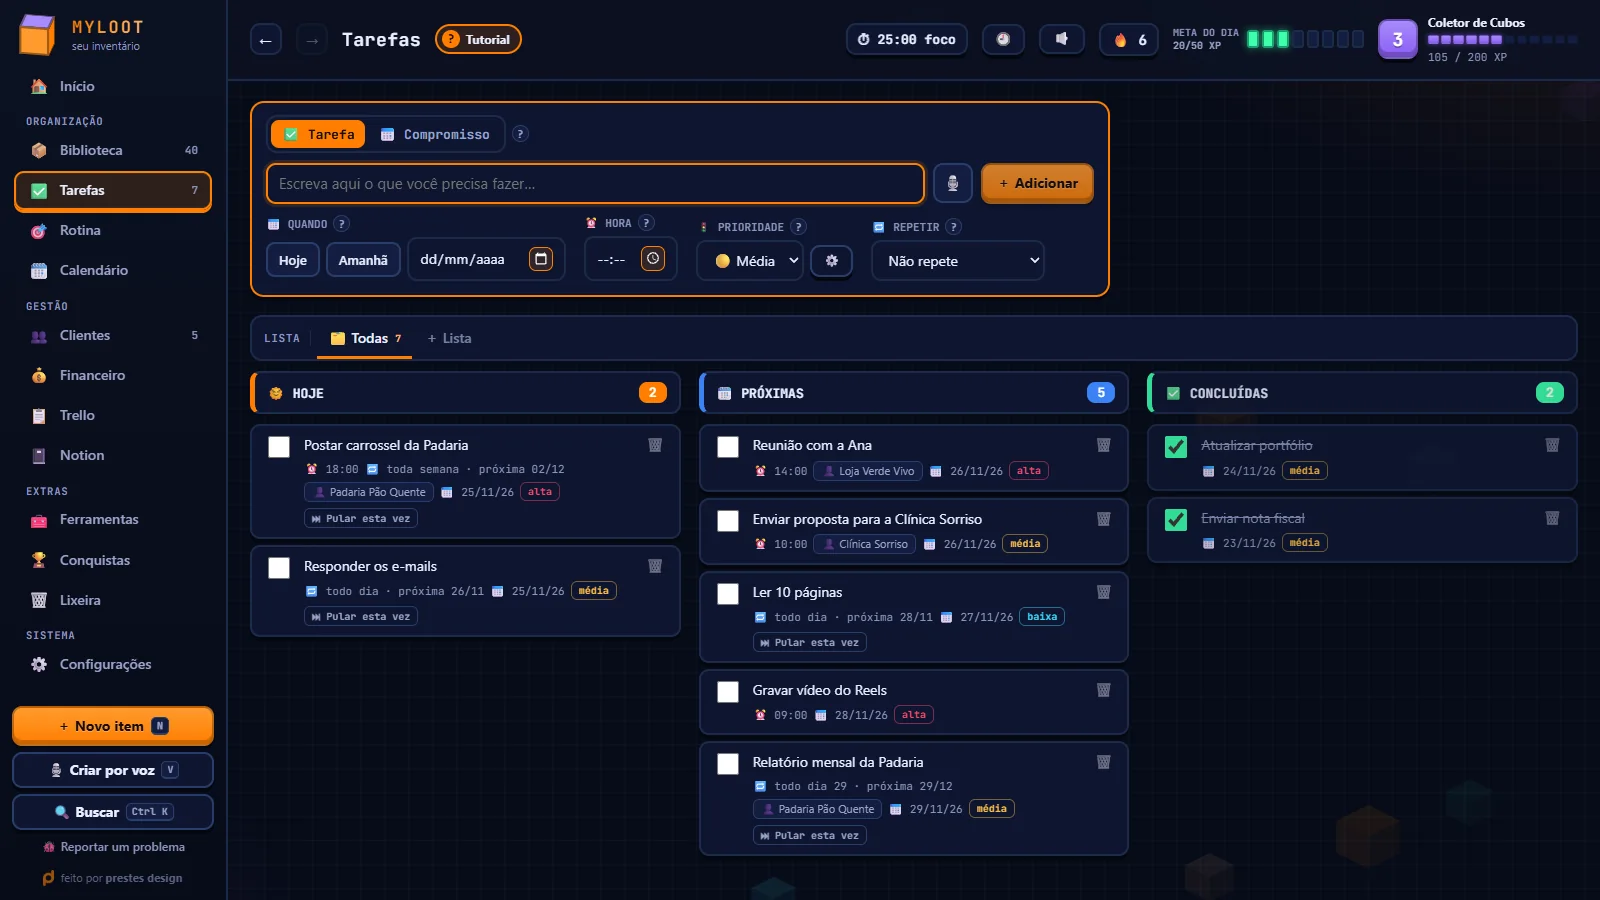 MYLOOT
seu inventário
Início
ORGANIZAÇÃO
Biblioteca 40
Tarefas 7
Rotina
Calendário
GESTÃO
Clientes 5
Financeiro
Trello
Notion
EXTRAS
Ferramentas
Conquistas
Lixeira
SISTEMA
Configurações
+ Novo item N
Criar por voz V
Buscar Ctrl K
Reportar um problema
feito por prestes design
← → Tarefas ? Tutorial
25:00 foco
6
META DO DIA
20/50 XP
3
Coletor de Cubos
105 / 200 XP
Tarefa Compromisso ?
Escreva aqui o que você precisa fazer...
+ Adicionar
QUANDO ? HORA ? PRIORIDADE ? REPETIR ?
Hoje Amanhã dd/mm/aaaa --:-- Média Não repete
LISTA Todas 7 + Lista
HOJE 2
Postar carrossel da Padaria
18:00 toda semana · próxima 02/12
Padaria Pão Quente 25/11/26 alta
Pular esta vez
Responder os e-mails
todo dia · próxima 26/11 25/11/26 média
Pular esta vez
PRÓXIMAS 5
Reunião com a Ana
14:00 Loja Verde Vivo 26/11/26 alta
Enviar proposta para a Clínica Sorriso
10:00 Clínica Sorriso 26/11/26 média
Ler 10 páginas
todo dia · próxima 28/11 27/11/26 baixa
Pular esta vez
Gravar vídeo do Reels
09:00 28/11/26 alta
Relatório mensal da Padaria
todo dia 29 · próxima 29/12
Padaria Pão Quente 29/11/26 média
Pular esta vez
CONCLUÍDAS 2
Atualizar portfólio
24/11/26 média
Enviar nota fiscal
23/11/26 média